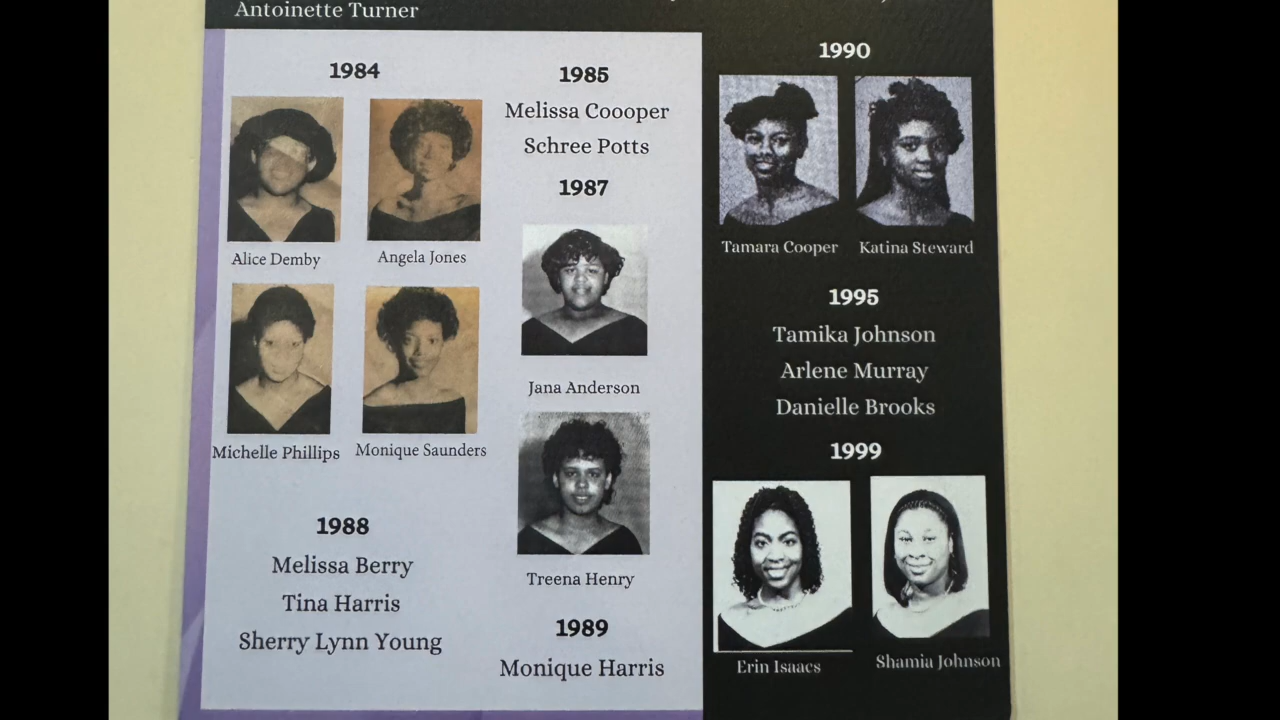 Antoinette Turner
1984
Alice Demby
Angela Jones
Michelle Phillips
Monique Saunders
1988
Melissa Berry
Tina Harris
Sherry Lynn Young
1985
Melissa Coooper
Schree Potts
1987
Jana Anderson
Treena Henry
1989
Monique Harris
1990
Tamara Cooper
Katina Steward
1995
Tamika Johnson
Arlene Murray
Danielle Brooks
1999
Erin Isaacs
Shamia Johnson